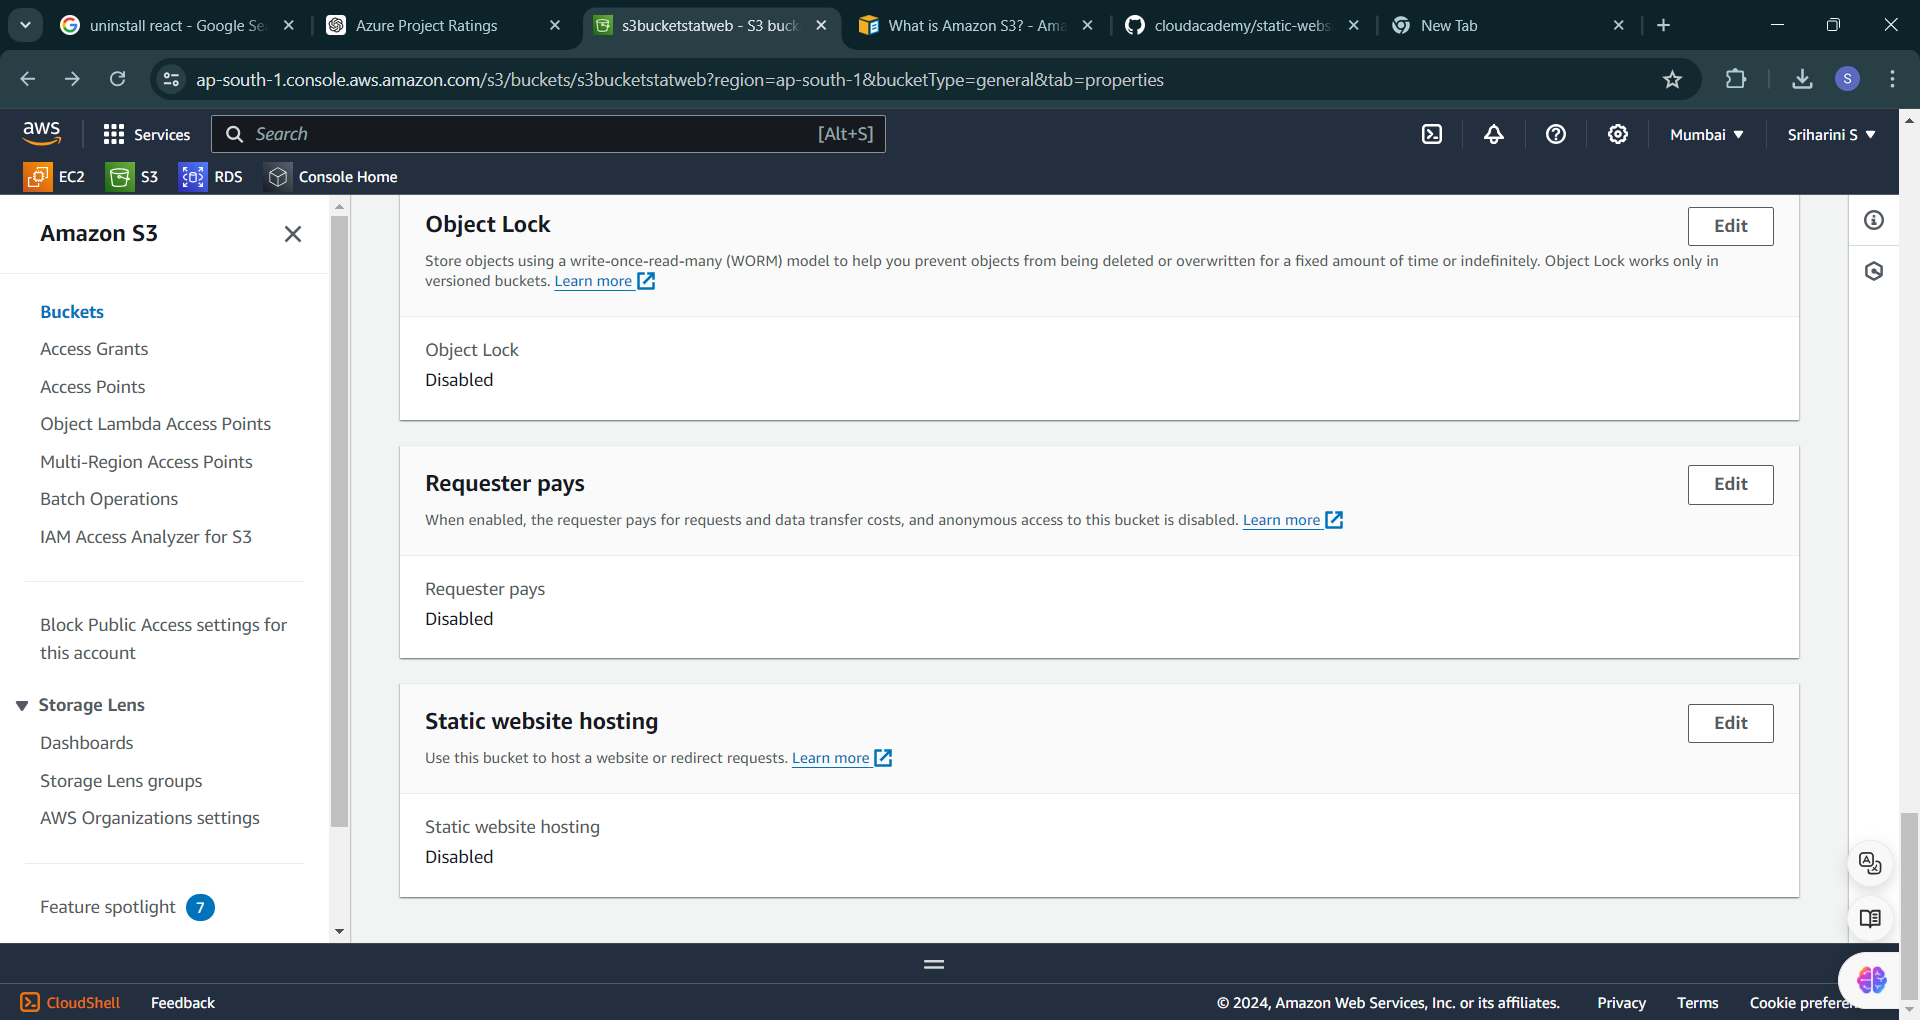 uninstall react - Google Se
Azure Project Ratings
s3bucketstatweb - S3 buck
What is Amazon S3? - Ama
cloudacademy/static-webs
New Tab
ap-south-1.console.aws.amazon.com/s3/buckets/s3bucketstatweb?region=ap-south-1&bucketType=general&tab=properties
S
aws
Services
Search
[Alt+S]
Mumbai
Sriharini S
EC2
S3
RDS
Console Home
Amazon S3
Buckets
Access Grants
Access Points
Object Lambda Access Points
Multi-Region Access Points
Batch Operations
IAM Access Analyzer for S3
Block Public Access settings for
this account
Storage Lens
Dashboards
Storage Lens groups
AWS Organizations settings
Feature spotlight 7
Object Lock
Edit
Store objects using a write-once-read-many (WORM) model to help you prevent objects from being deleted or overwritten for a fixed amount of time or indefinitely. Object Lock works only in
versioned buckets. Learn more
Object Lock
Disabled
Requester pays
Edit
When enabled, the requester pays for requests and data transfer costs, and anonymous access to this bucket is disabled. Learn more
Requester pays
Disabled
Static website hosting
Edit
Use this bucket to host a website or redirect requests. Learn more
Static website hosting
Disabled
CloudShell
Feedback
© 2024, Amazon Web Services, Inc. or its affiliates.
Privacy
Terms
Cookie preferen